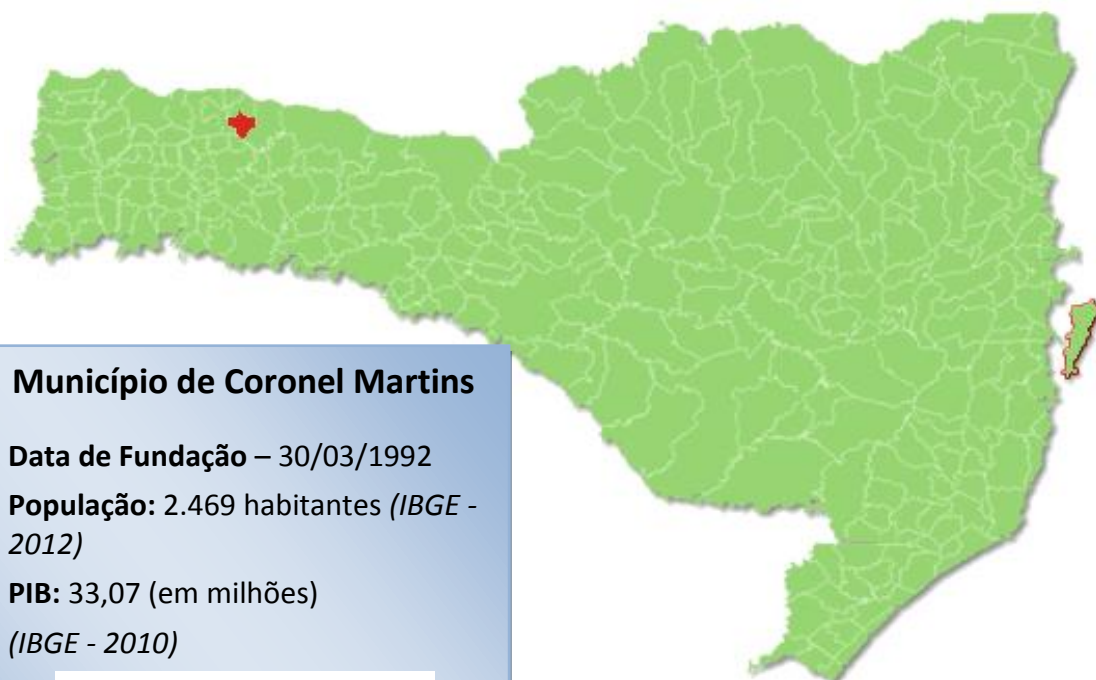 Município de Coronel Martins
Data de Fundação – 30/03/1992
População: 2.469 habitantes (IBGE -
2012)
PIB: 33,07 (em milhões)
(IBGE - 2010)